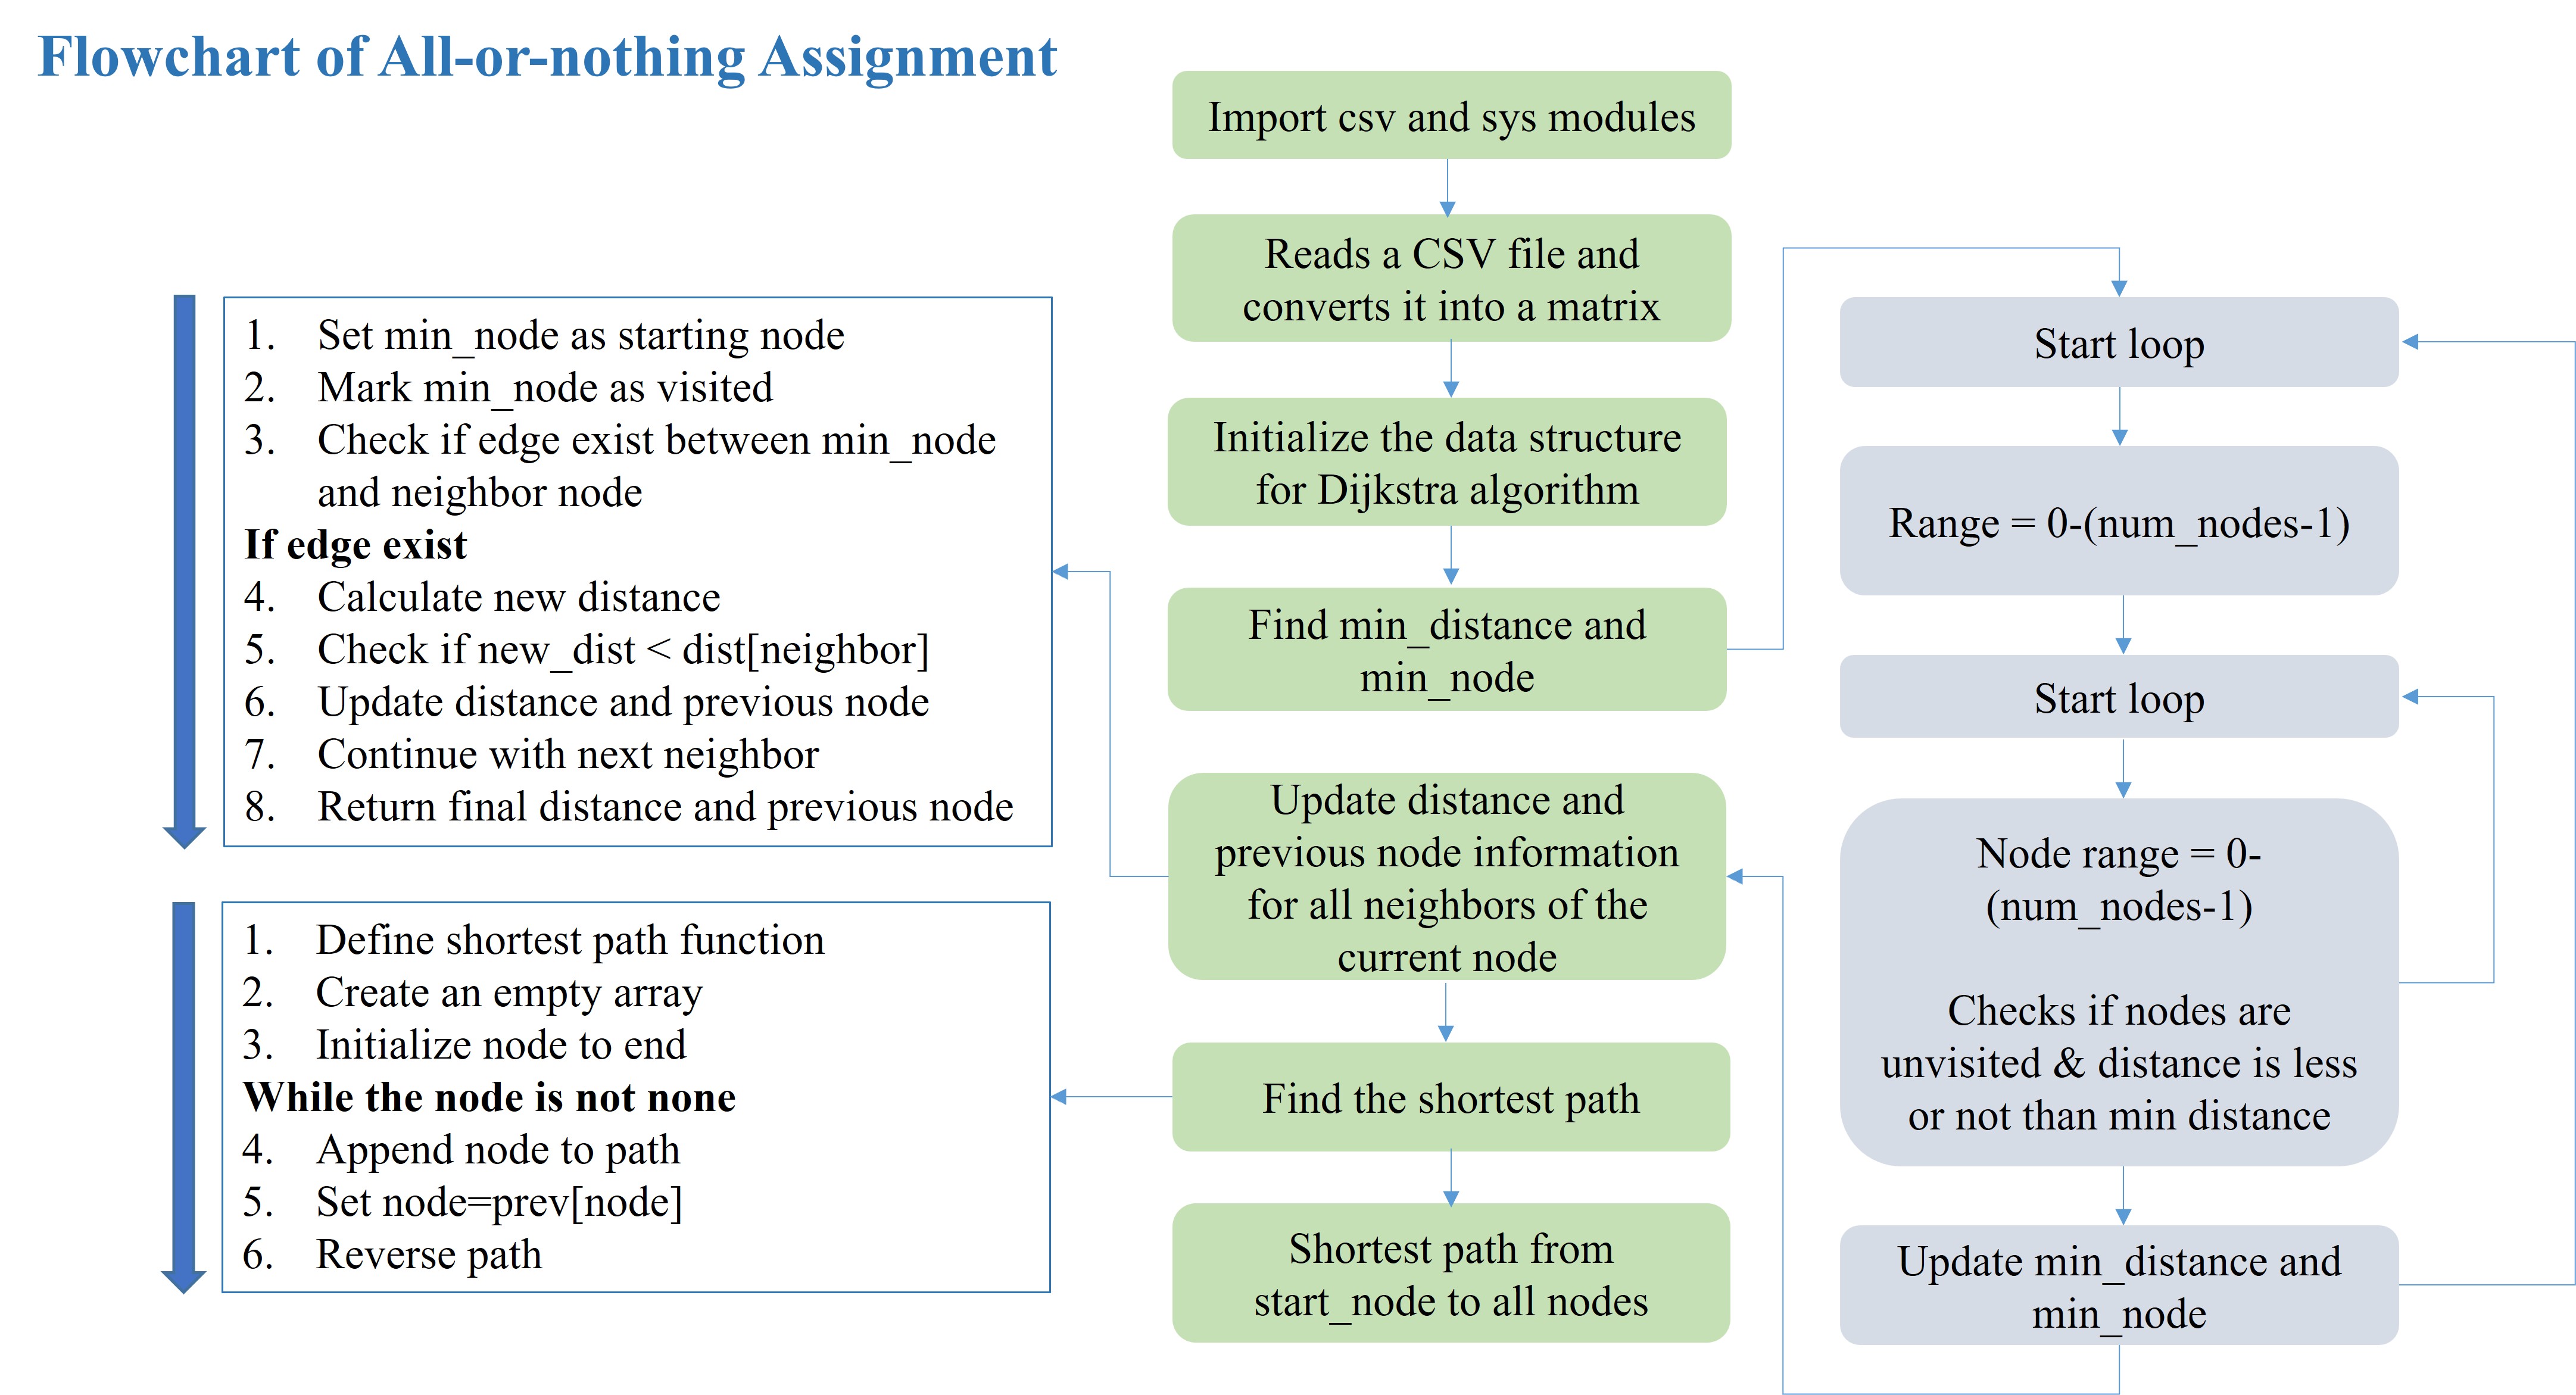 Flowchart of All-or-nothing Assignment
Import csv and sys modules
Reads a CSV file and
converts it into a matrix
Initialize the data structure
for Dijkstra algorithm
Find min_distance and
min_node
Start loop
Range = 0-(num_nodes-1)
Start loop
Node range = 0-
(num_nodes-1)
Checks if nodes are
unvisited & distance is less
or not than min distance
Update min_distance and
min_node
Update distance and
previous node information
for all neighbors of the
current node
1. Set min_node as starting node
2. Mark min_node as visited
3. Check if edge exist between min_node
and neighbor node
If edge exist
4. Calculate new distance
5. Check if new_dist < dist[neighbor]
6. Update distance and previous node
7. Continue with next neighbor
8. Return final distance and previous node
Find the shortest path
1. Define shortest path function
2. Create an empty array
3. Initialize node to end
While the node is not none
4. Append node to path
5. Set node=prev[node]
6. Reverse path
Shortest path from
start_node to all nodes